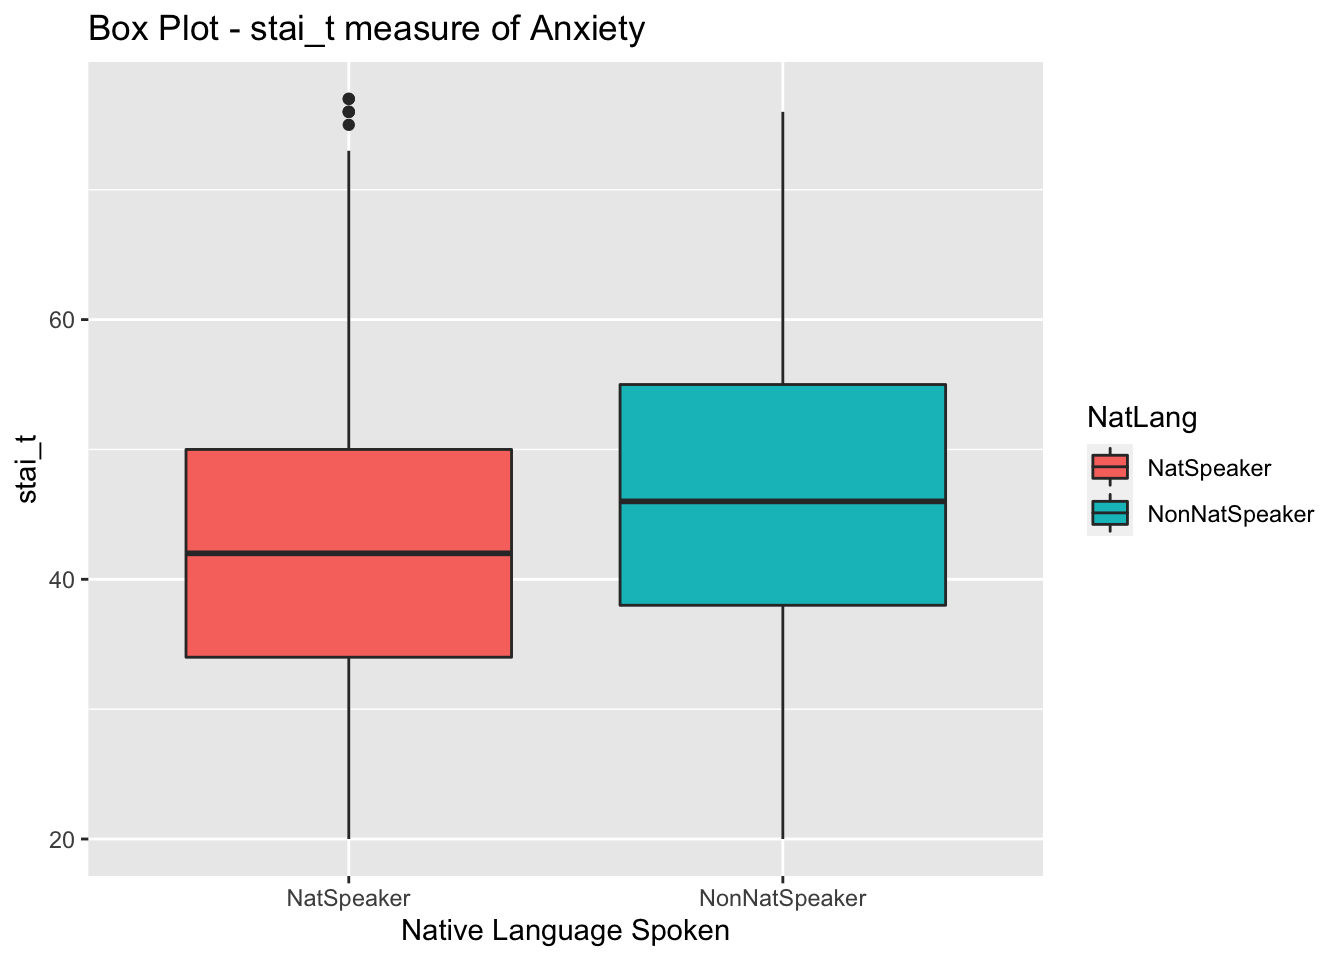 Box Plot - stai_t measure of Anxiety
stai_t
60
40
20
NatSpeaker
NonNatSpeaker
Native Language Spoken
NatLang
NatSpeaker
NonNatSpeaker